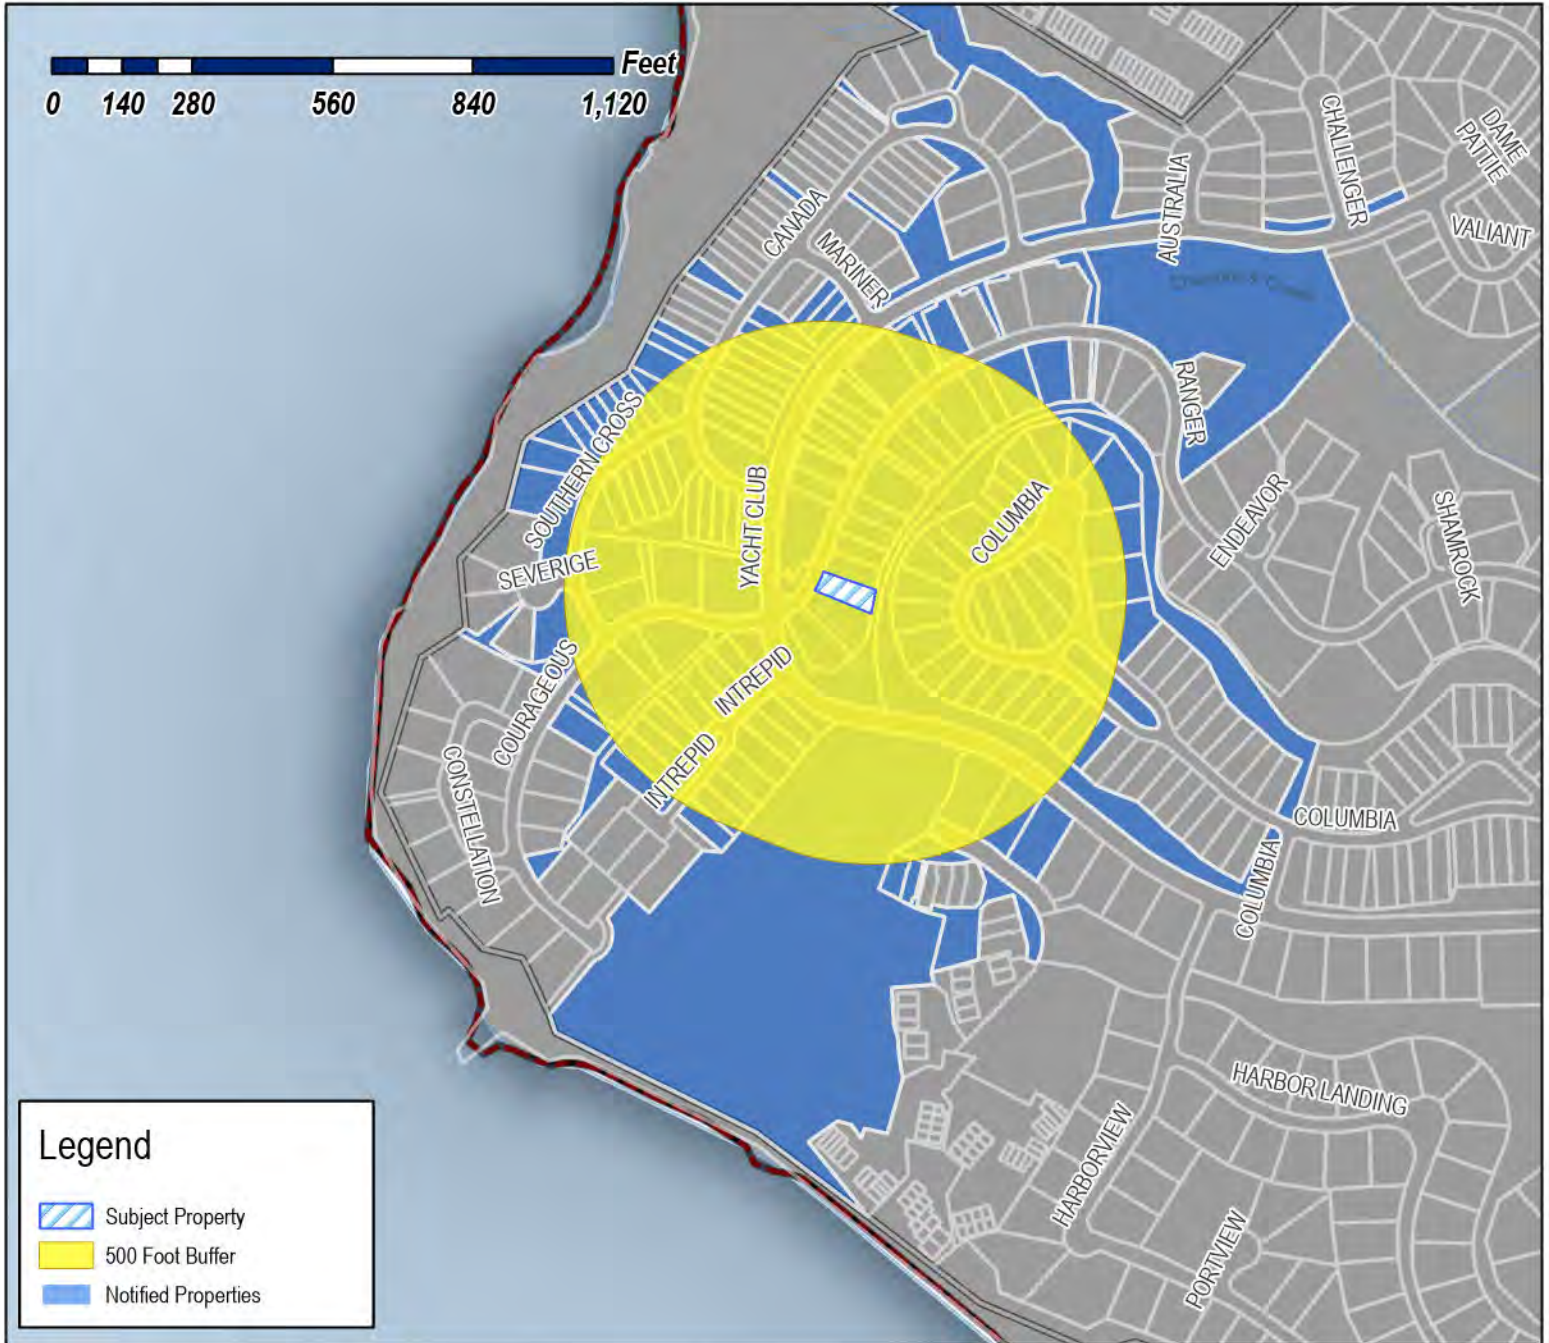 Feet
0 140 280 560 840 1,120
CHALLENGER
DAME
PATTIE
AUSTRALIA
VALIANT
CANADA
MARINER
RANGER
SOUTHERN CROSS
YACHT CLUB
COLUMBIA
ENDEAVOR
SHAMROCK
SEVERIGE
COURAGEOUS
INTREPID
INTREPID
CONSTELLATION
COLUMBIA
COLUMBIA
HARBOR LANDING
HARBORVIEW
PORTVIEW
Legend
Subject Property
500 Foot Buffer
Notified Properties